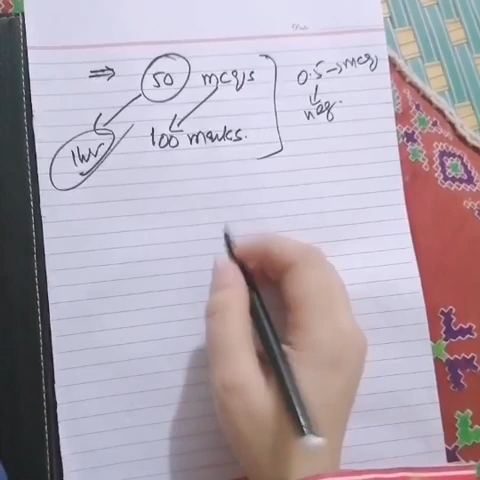 ⇒ 50 mcqs
0.5 → mcq
neg.
1hr
100 marks.